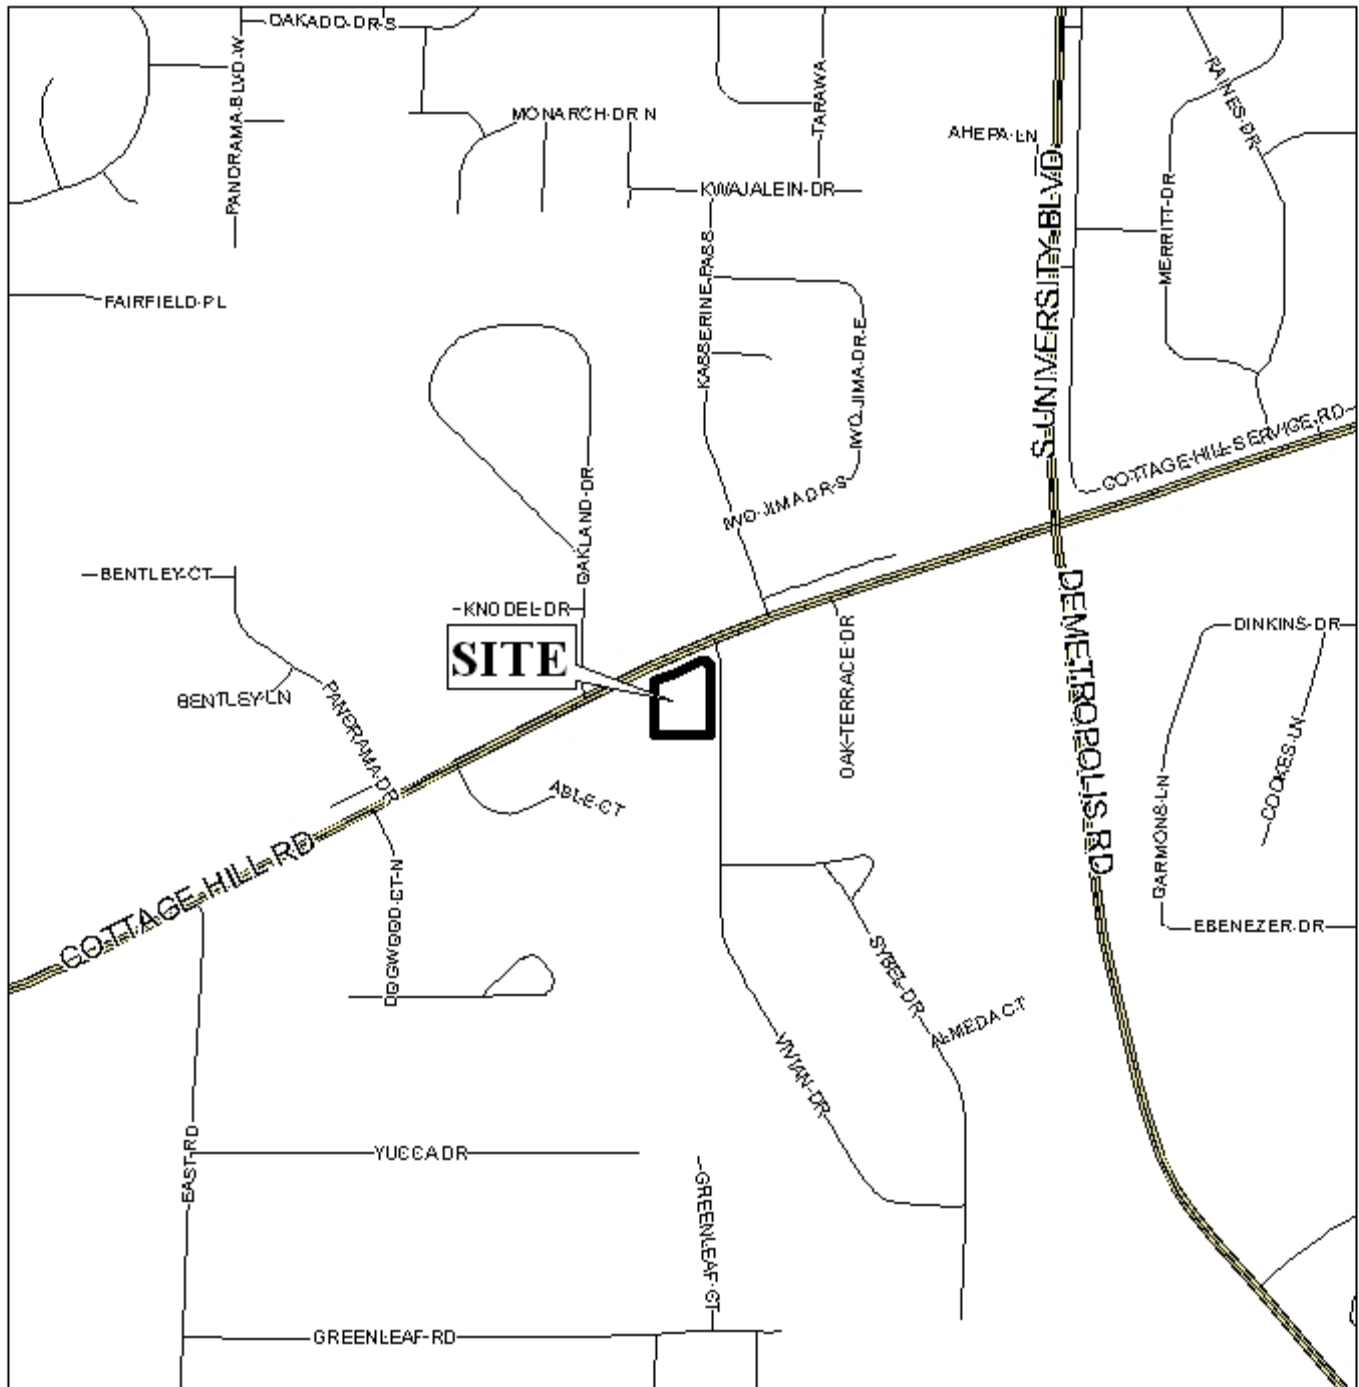 OAKADO DR S
PANORAMA BLVD W
MONARCH DR N
TARAWA
RAINES DR
AHEPA LN
KWAJALEIN DR
S UNIVERSITY BLVD
MERRITT DR
KASSERINE PASS
FAIRFIELD PL
IWO JIMA DR E
COTTAGE HILL SERVICE RD
OAKLAND DR
IWO JIMA DR S
BENTLEY CT
KNODEL DR
DEMETROPOLIS RD
DINKINS DR
SITE
OAK TERRACE DR
BENTLEY LN
PANORAMA DR
COOKES LN
ABLE CT
GARMONS LN
COTTAGE HILL RD
DOGWOOD CT N
EBENEZER DR
SYBEL DR
ALMEDA CT
VIVIAN DR
EAST RD
YUCCA DR
GREENLEAF CT
GREENLEAF RD